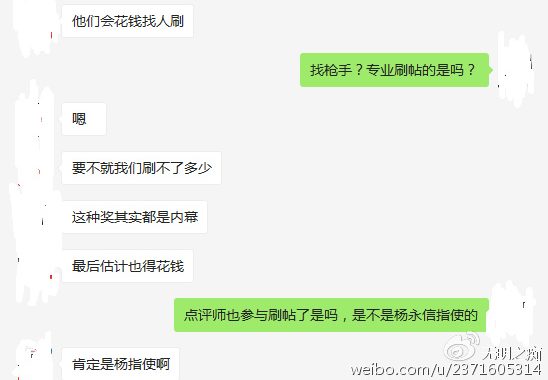 他们会花钱找人刷
找枪手？专业刷帖的是吗？
嗯
要不就我们刷不了多少
这种奖其实都是内幕
最后估计也得花钱
点评师也参与刷帖了是吗，是不是杨永信指使的
肯定是杨指使啊
weibo.com/u/2371605314